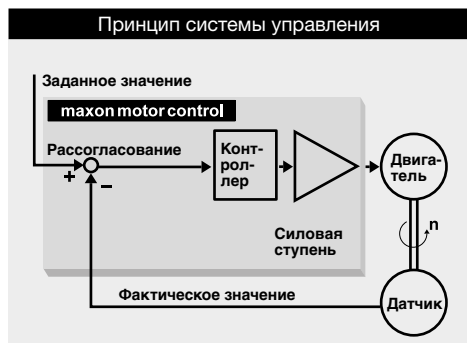 Принцип системы управления
Заданное значение
maxon motor control
Рассогласование
Конт-
рол-
лер
Двига-
тель
+
–
n
Силовая
ступень
Фактическое значение
Датчик